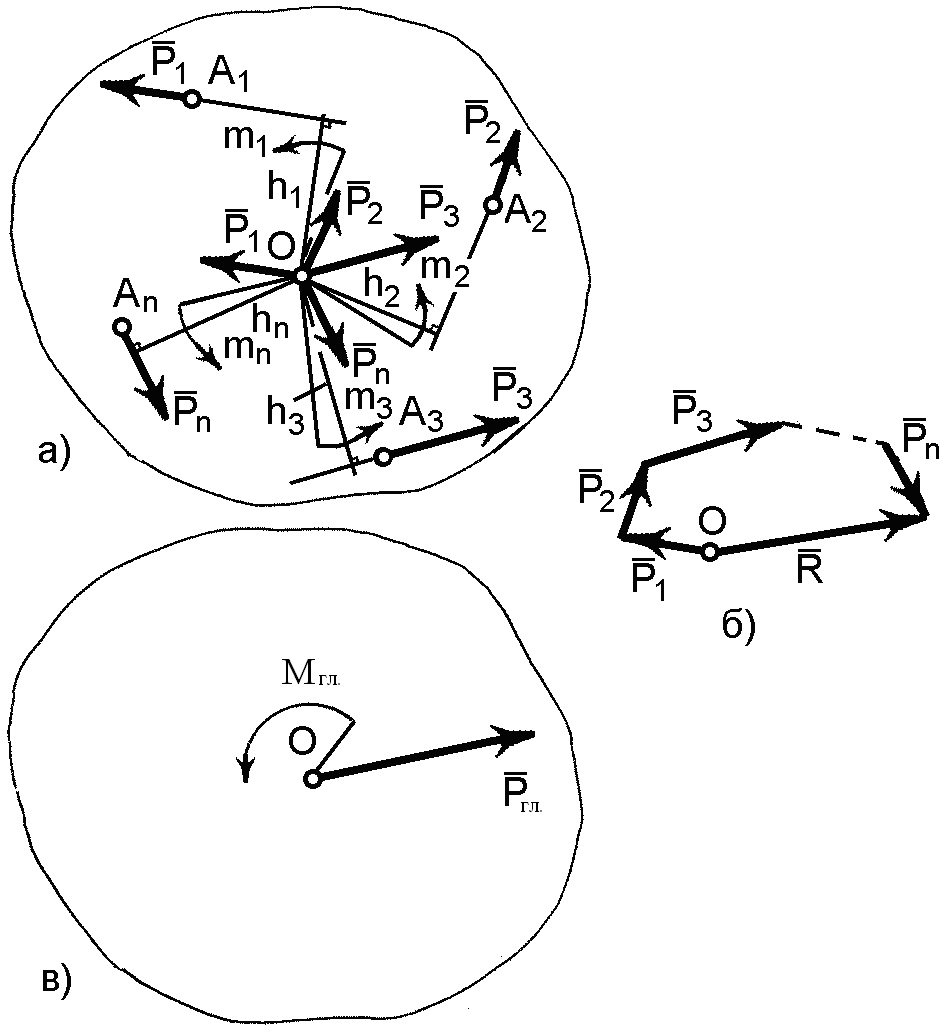 P̅₁ A₁
P̅₂
m₁
h₁
P̅₂ P̅₃ A₂
P̅₁ O
m₂
h₂
Aₙ
hₙ
mₙ
P̅ₙ
P̅ₙ
h₃ m₃ A₃ P̅₃
а)
P̅₃
P̅ₙ
P̅₂
O
P̅₁ R̅
б)
Mгл.
O
P̅гл.
в)